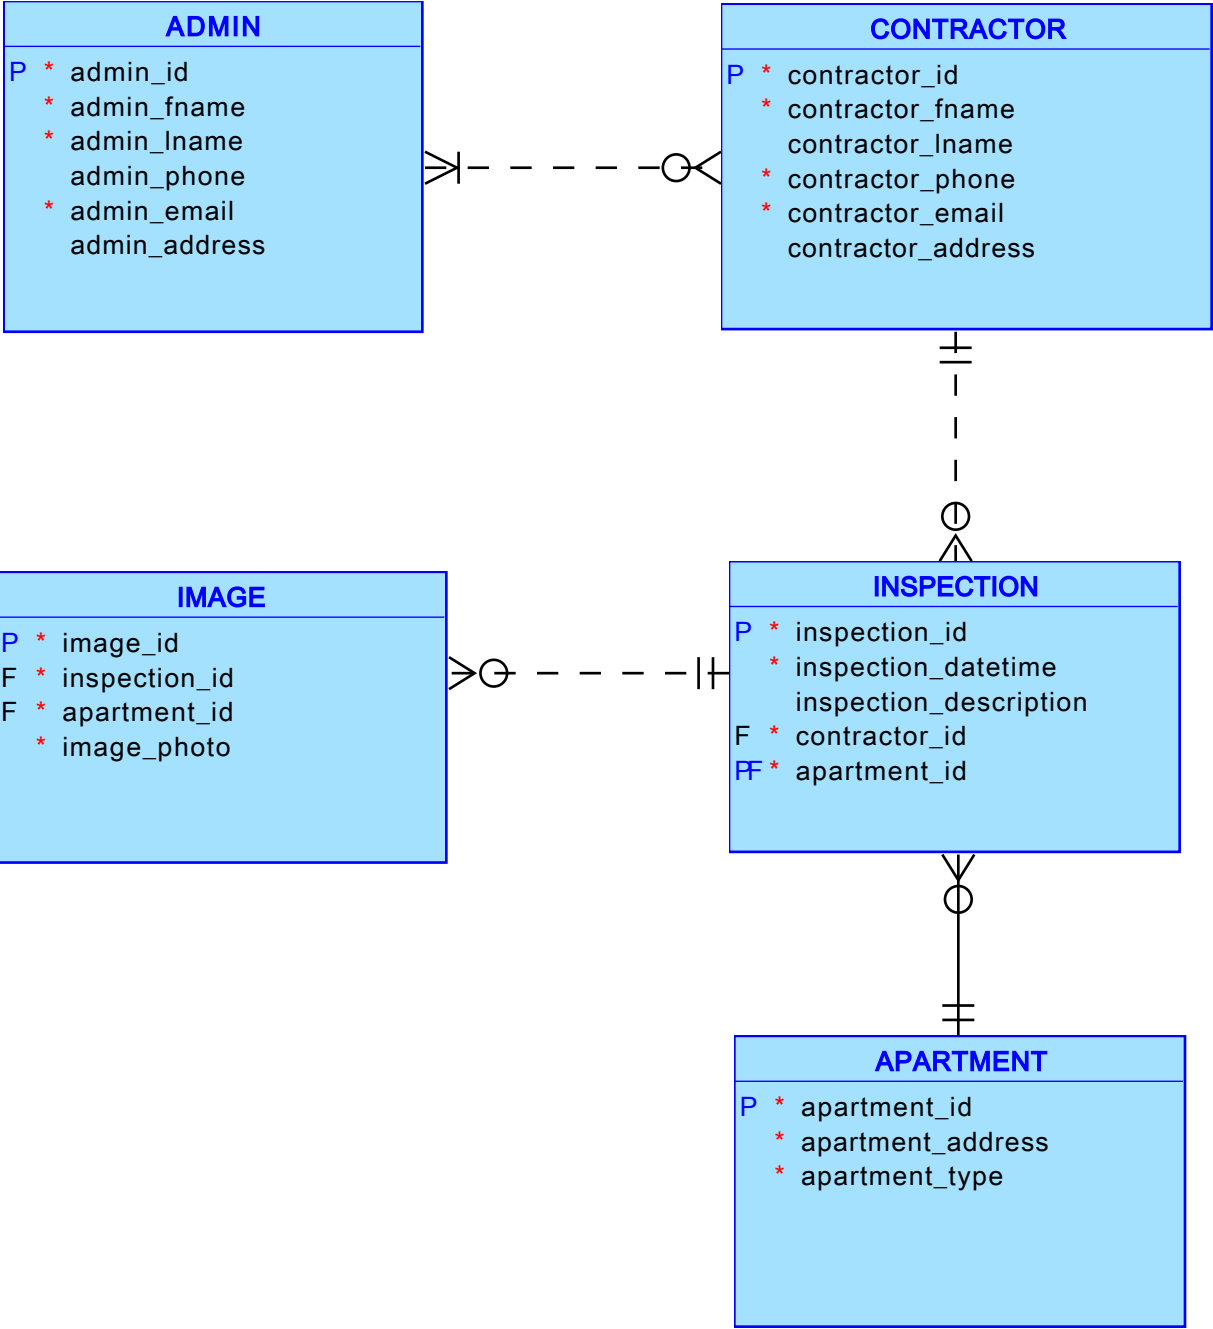 ADMIN
P * admin_id
* admin_fname
* admin_lname
admin_phone
* admin_email
admin_address
CONTRACTOR
P * contractor_id
* contractor_fname
contractor_lname
* contractor_phone
* contractor_email
contractor_address
IMAGE
P * image_id
F * inspection_id
F * apartment_id
* image_photo
INSPECTION
P * inspection_id
* inspection_datetime
inspection_description
F * contractor_id
PF * apartment_id
APARTMENT
P * apartment_id
* apartment_address
* apartment_type